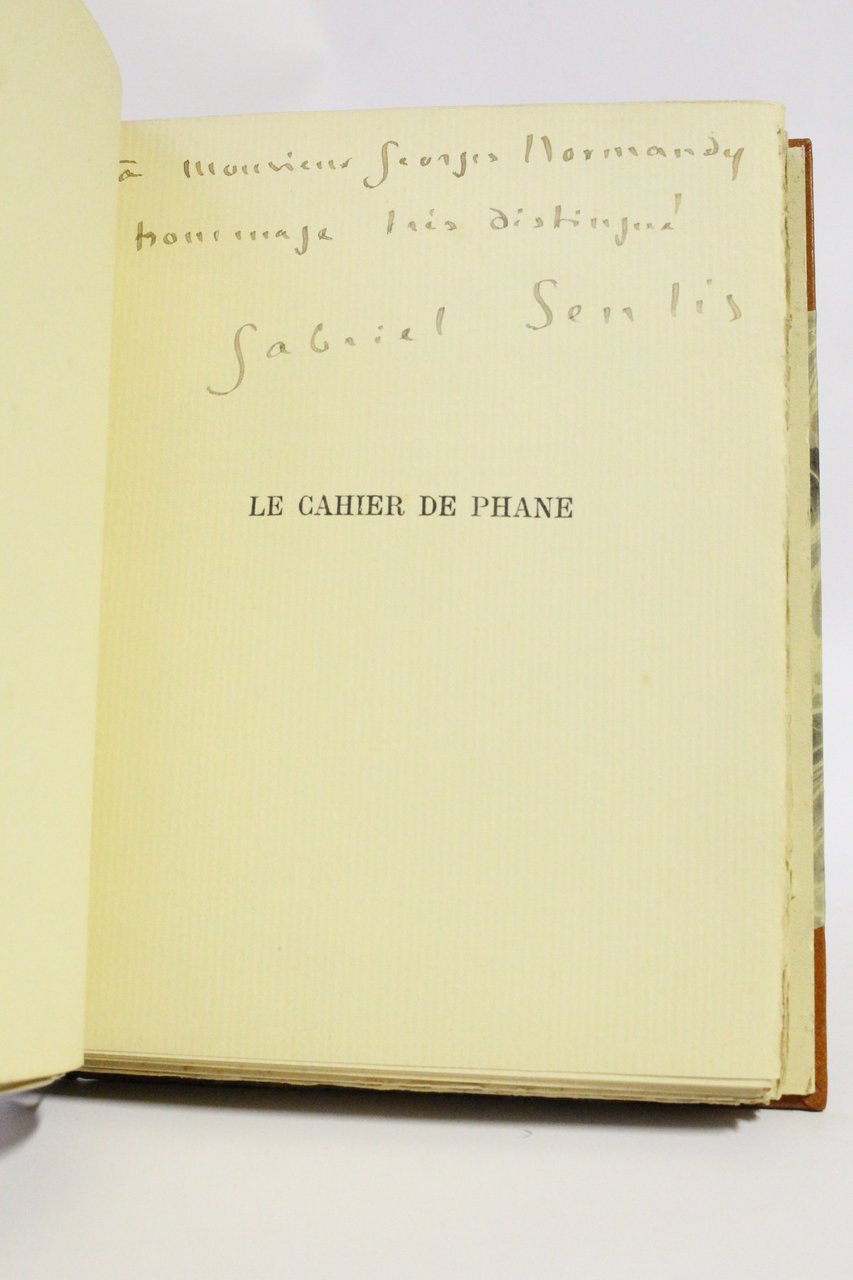 à Monsieur Georges Normandy
hommage très distingué
Gabriel Senlis
LE CAHIER DE PHANE